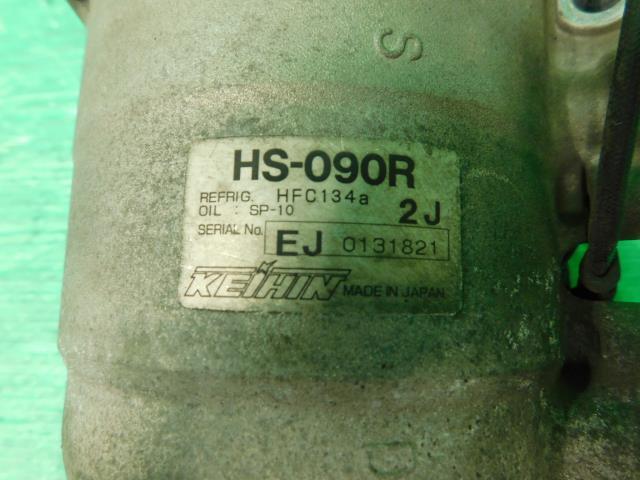 S
HS-090R
REFRIG. HFC134a
OIL : SP-10 2J
SERIAL No. EJ 0131821
KEIHIN MADE IN JAPAN
D